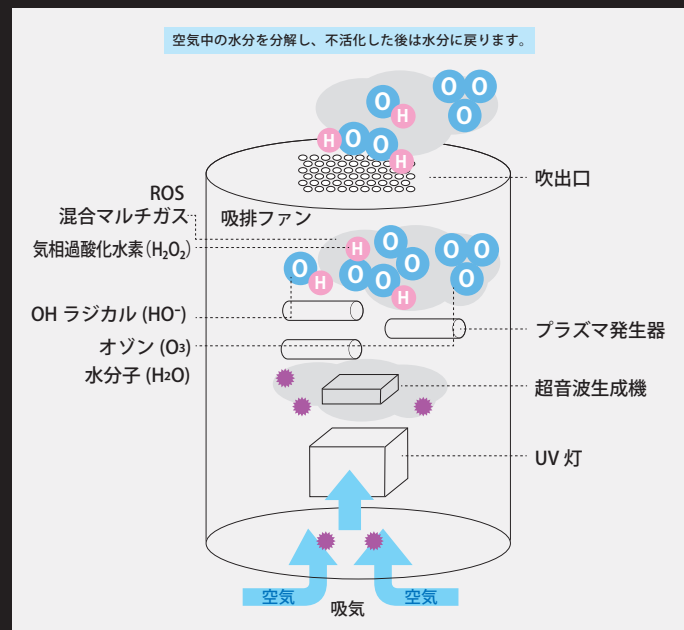 空気中の水分を分解し、不活化した後は水分に戻ります。
O O O
O H
H O O H
吹出口
ROS
混合マルチガス
吸排ファン
気相過酸化水素(H₂O₂)
H O O O
O H O O H O
OH ラジカル (HO⁻)
プラズマ発生器
オゾン (O₃)
水分子 (H₂O)
超音波生成機
UV 灯
空気
空気
吸気